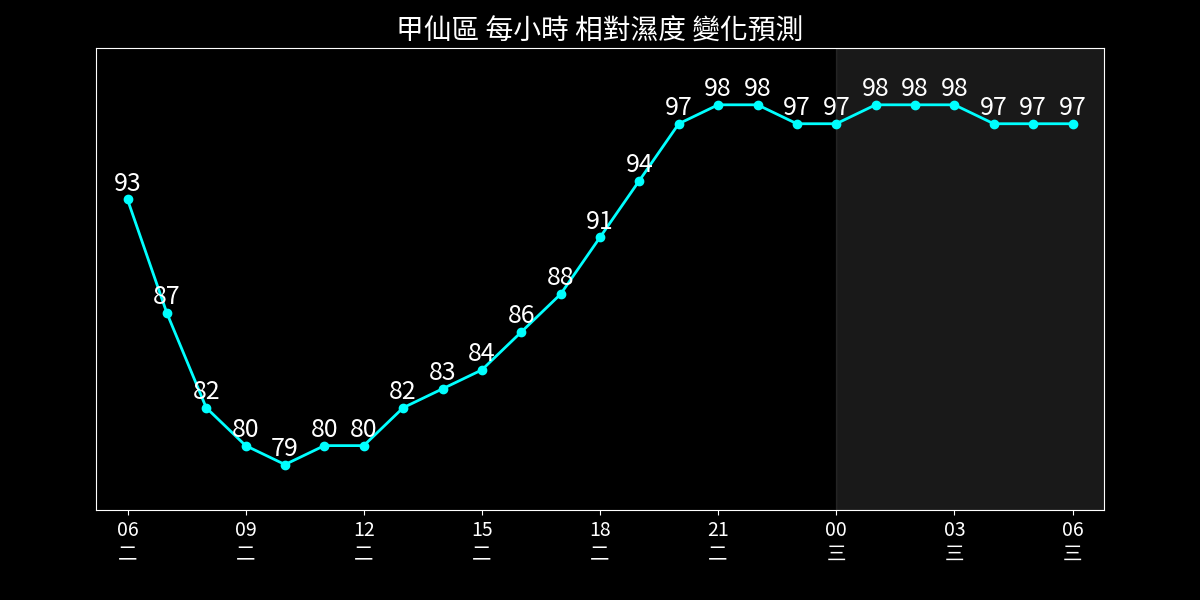 甲仙區 每小時 相對濕度 變化預測
93 87 82 80 79 80 80 82 83 84 86 88 91 94 97 98 98 97 97 98 98 98 97 97 97
06 09 12 15 18 21 00 03 06
二 二 二 二 二 二 三 三 三